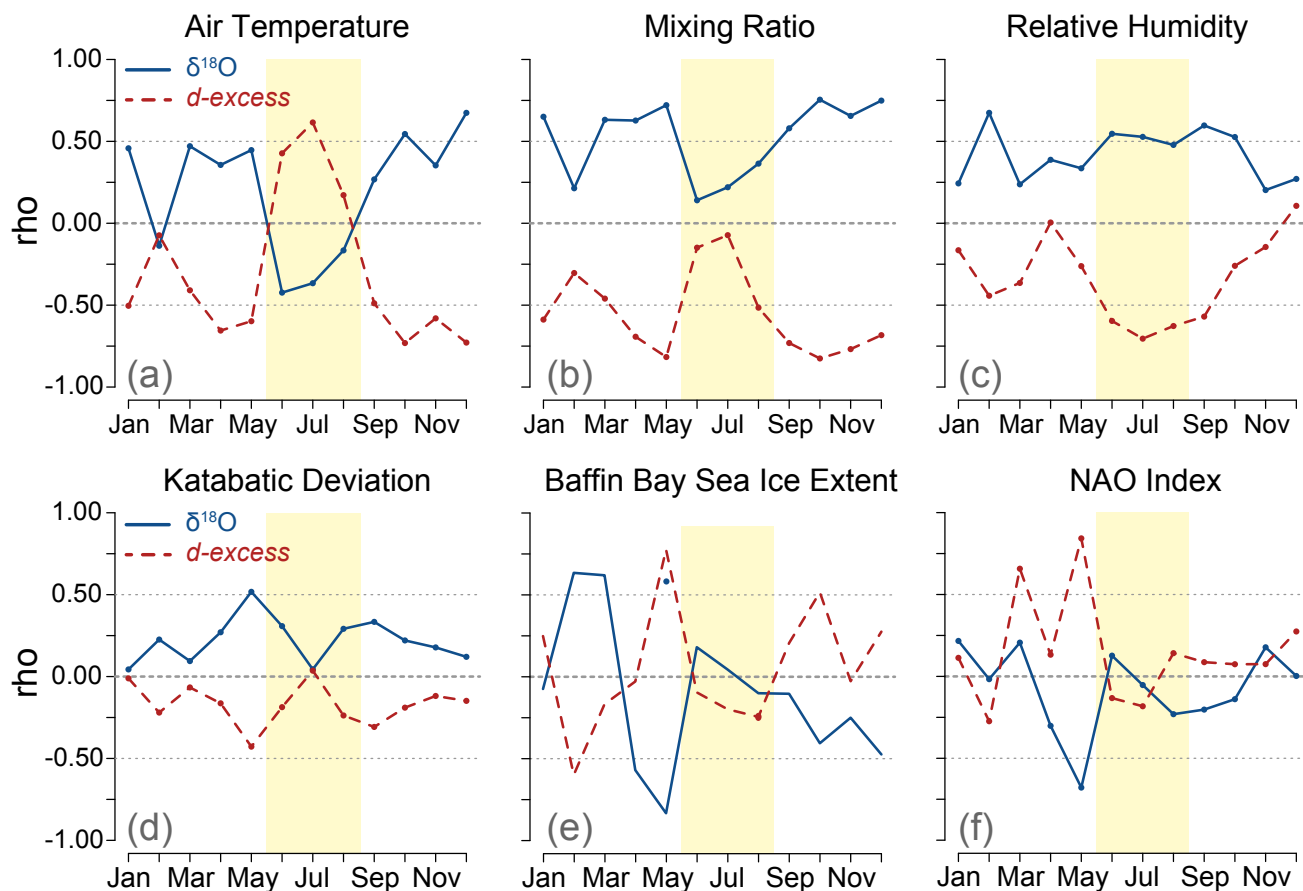 Air Temperature
Mixing Ratio
Relative Humidity
rho
1.00
0.50
0.00
-0.50
-1.00
δ¹⁸O
d-excess
(a)
(b)
(c)
Jan Mar May Jul Sep Nov
Jan Mar May Jul Sep Nov
Jan Mar May Jul Sep Nov
Katabatic Deviation
Baffin Bay Sea Ice Extent
NAO Index
rho
1.00
0.50
0.00
-0.50
-1.00
δ¹⁸O
d-excess
(d)
(e)
(f)
Jan Mar May Jul Sep Nov
Jan Mar May Jul Sep Nov
Jan Mar May Jul Sep Nov